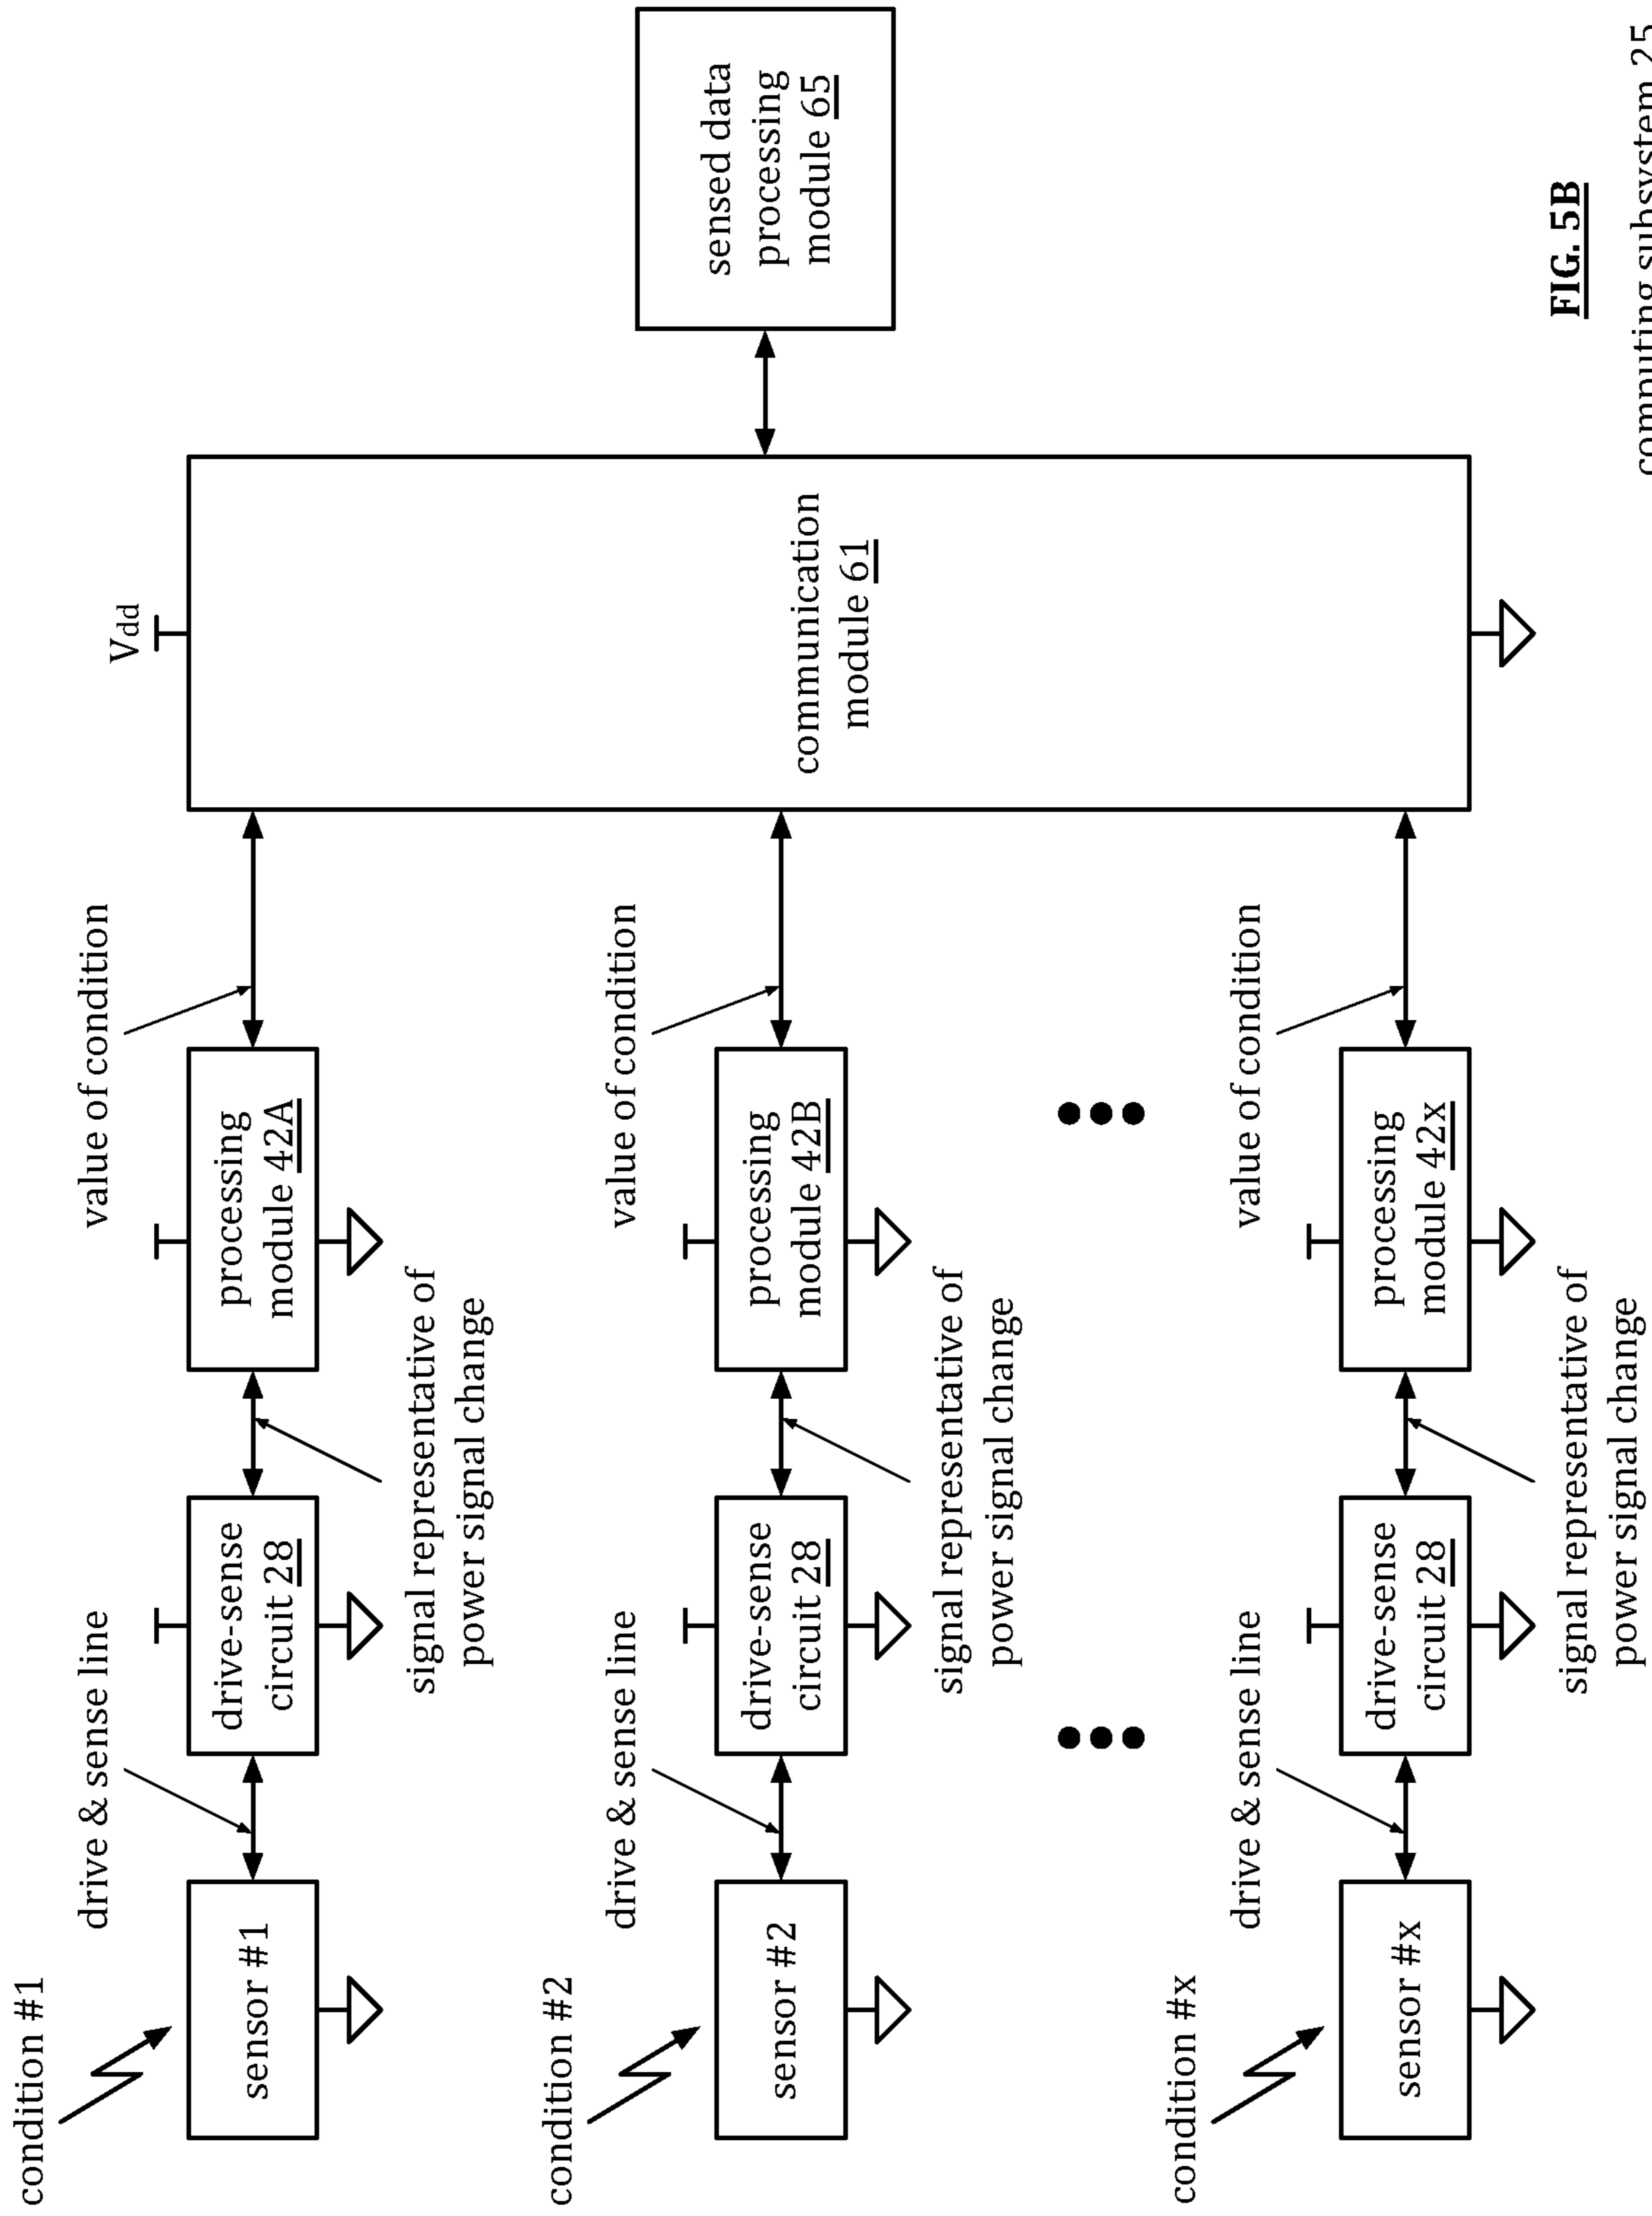 condition #1
drive & sense line
value of condition
Vdd
sensor #1
drive-sense
circuit 28
processing
module 42A
signal representative of
power signal change
condition #2
drive & sense line
value of condition
sensor #2
drive-sense
circuit 28
processing
module 42B
signal representative of
power signal change
communication
module 61
sensed data
processing
module 65
condition #x
drive & sense line
value of condition
sensor #x
drive-sense
circuit 28
processing
module 42x
signal representative of
power signal change
FIG. 5B
computing subsystem 25